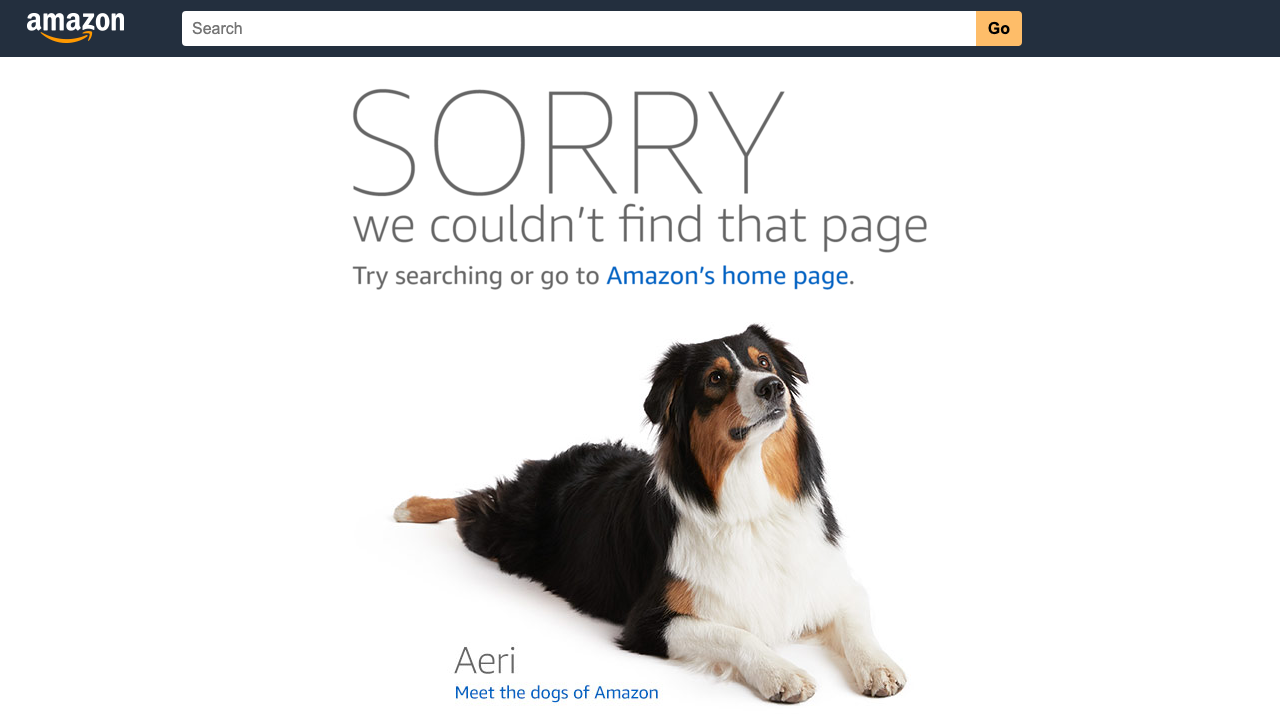 amazon
Search
Go
SORRY
we couldn’t find that page
Try searching or go to Amazon’s home page.
Aeri
Meet the dogs of Amazon